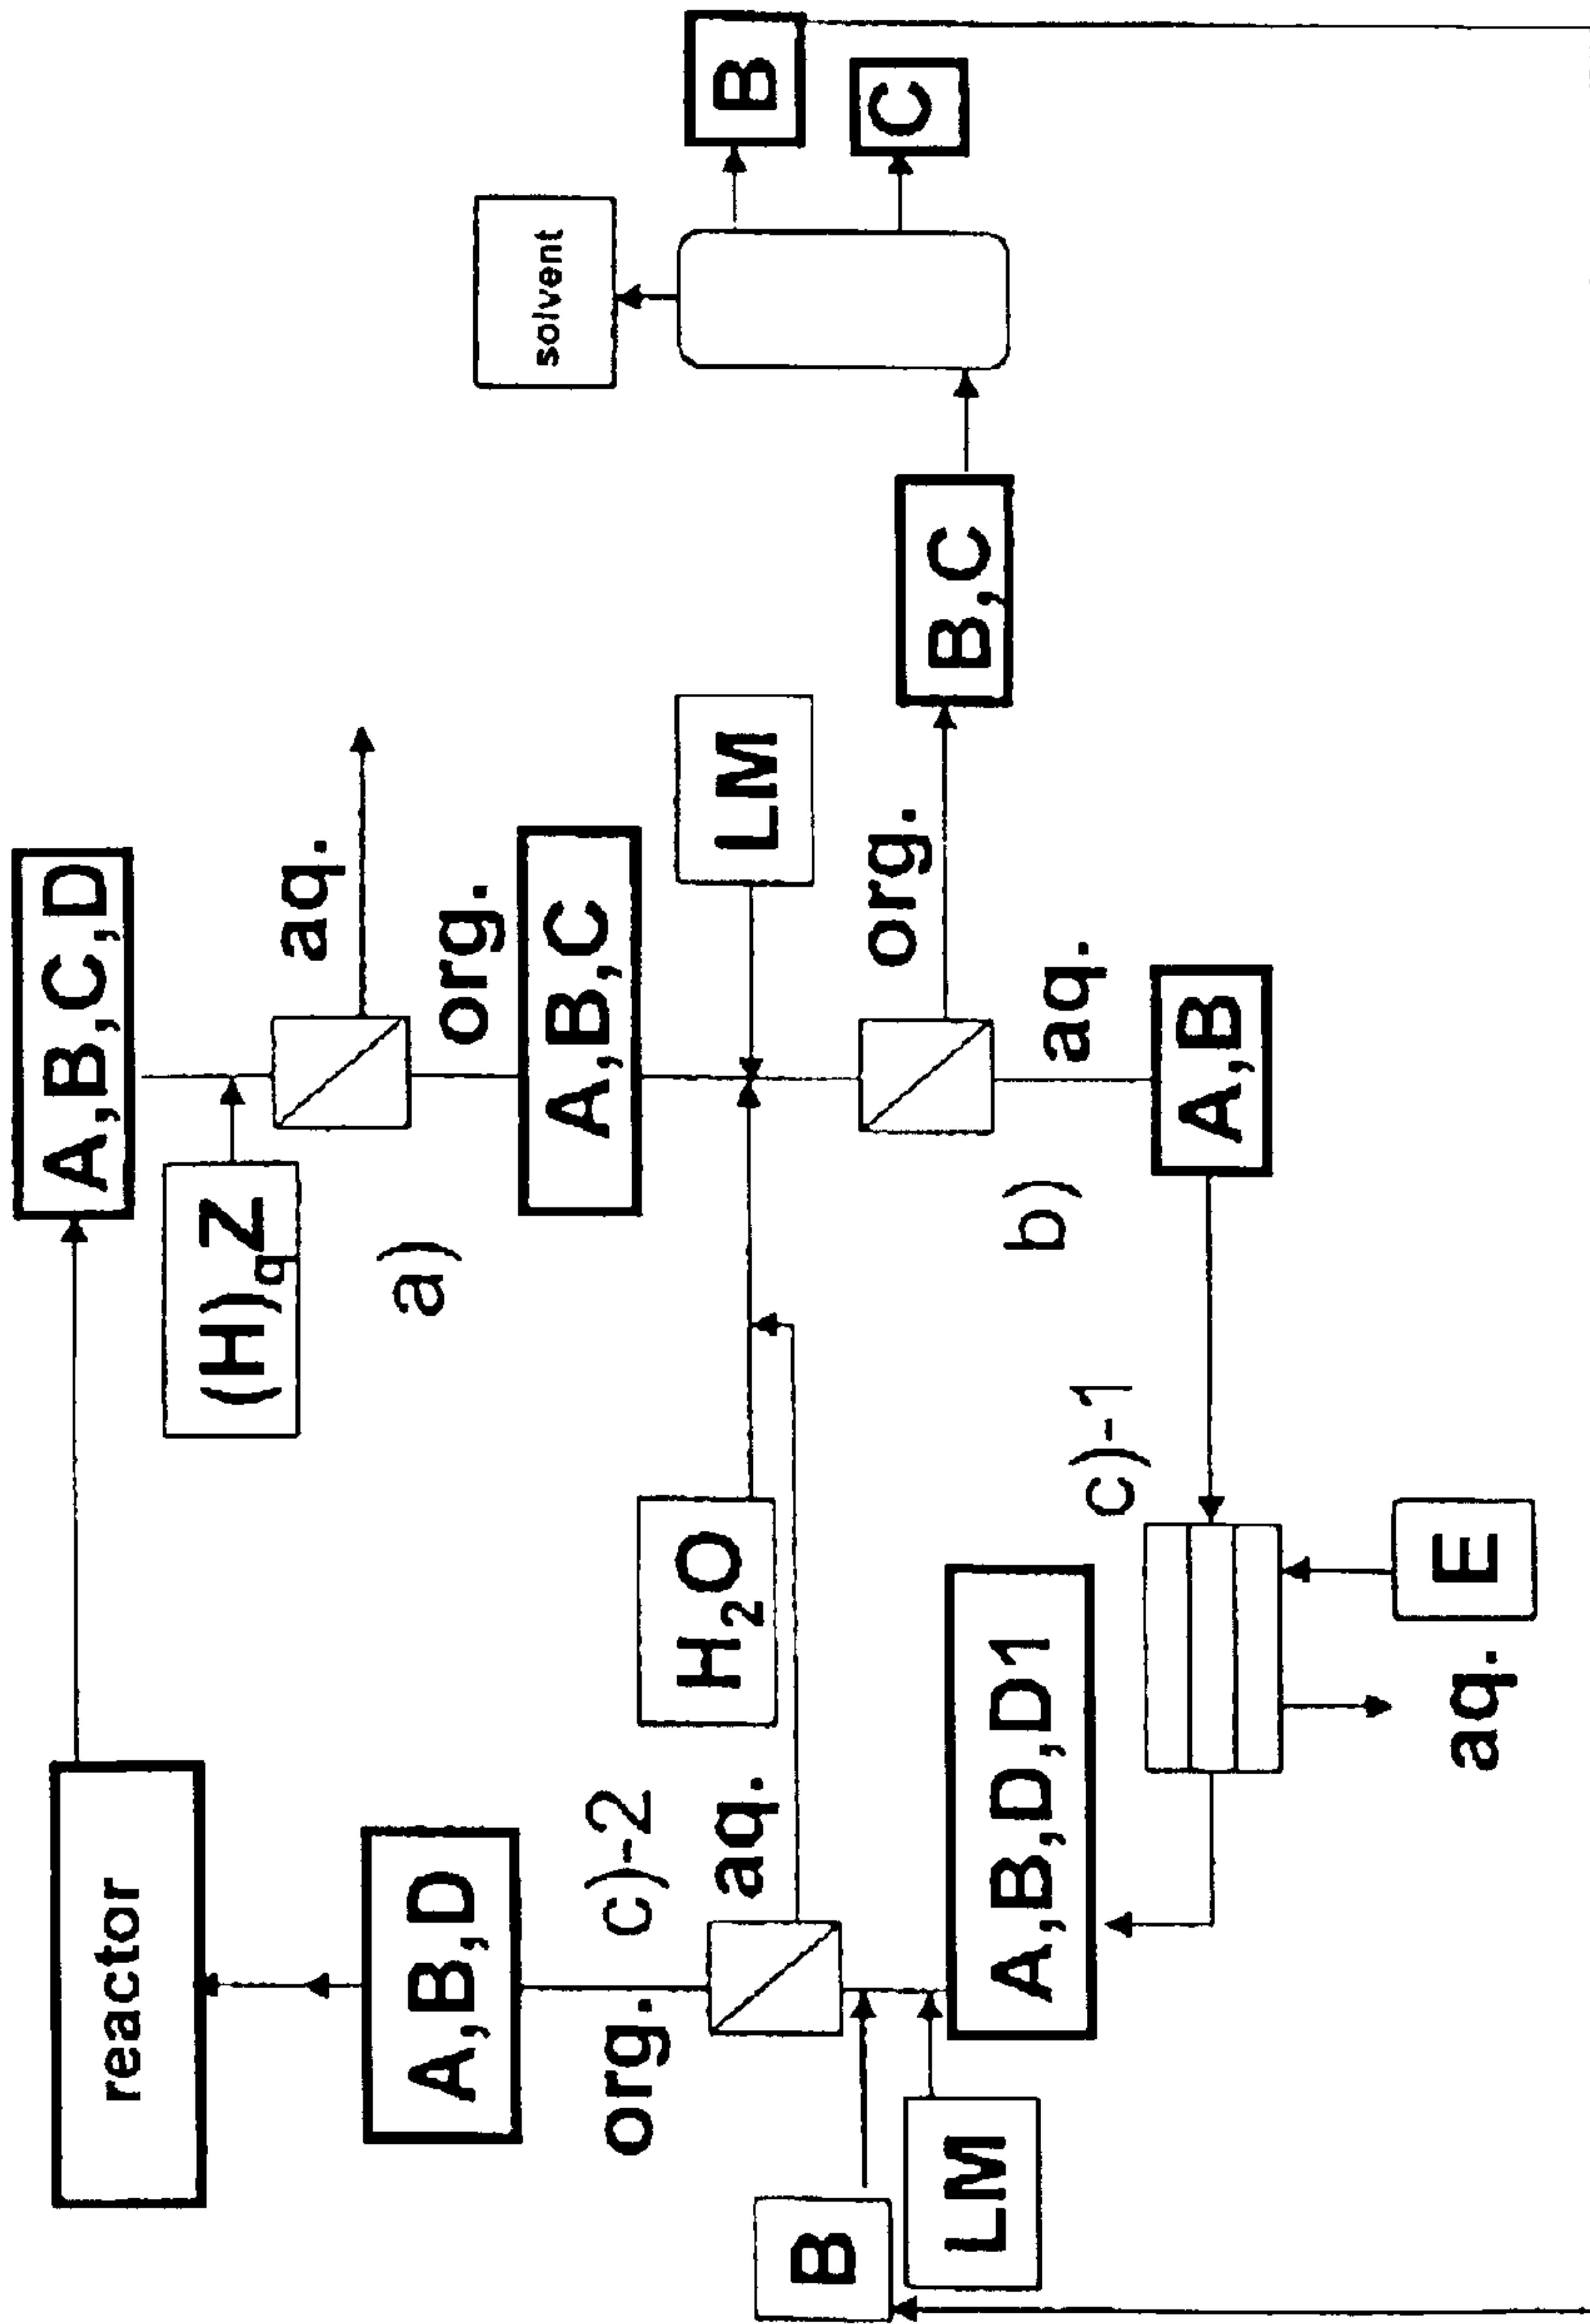 reactor
A,B,C,D
(H)qZ
aq.
a)
org.
A,B,D
A,B,C
solvent
B
C
c)-2
org.
aq.
H₂O
LM
B
LM
org.
B,C
b)
aq.
A,B,D,D1
c)-1
A,B
aq.
E